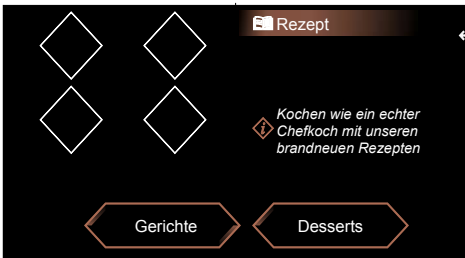 Rezept
Kochen wie ein echter
Chefkoch mit unseren
brandneuen Rezepten
Gerichte
Desserts